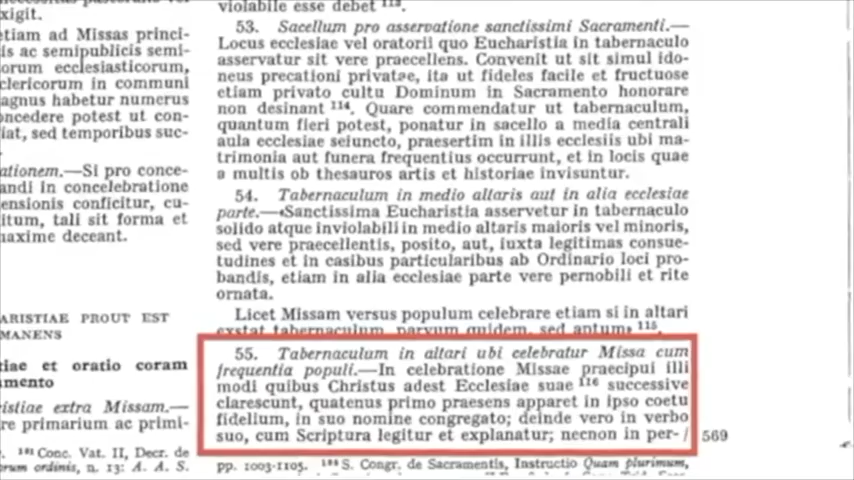 xigit.
etiam ad Missas princi-
is ac semipublicis semi-
orum ecclesiasticorum,
clericorum in communi
agnus habetur numerus
ncedere potest ut con-
iat, sed temporibus suc-
ationem.—Si pro conce-
andi in concelebratione
ensionis conficitur, cu-
itum, tali sit forma et
naxime deceant.
ARISTIAE PROUT EST
MANENS
tiae et oratio coram
amento
ristiae extra Missam.—
re primarium ac primi-
181 Conc. Vat. II, Decr. de
orum ordinis, n. 13: A. A. S.
violabile esse debet 113.
53. Sacellum pro asservatione sanctissimi Sacramenti.—
Locus ecclesiae vel oratorii quo Eucharistia in tabernaculo
asservatur sit vere praecellens. Convenit ut sit simul ido-
neus precationi privatae, ita ut fideles facile et fructuose
etiam privato cultu Dominum in Sacramento honorare
non desinant 114. Quare commendatur ut tabernaculum,
quantum fieri potest, ponatur in sacello a media centrali
aula ecclesiae seiuncto, praesertim in illis ecclesiis ubi ma-
trimonia aut funera frequentius occurrunt, et in locis quae
a multis ob thesauros artis et historiae invisuntur.
54. Tabernaculum in medio altaris aut in alia ecclesiae
parte.—«Sanctissima Eucharistia asservetur in tabernaculo
solido atque inviolabili in medio altaris maioris vel minoris,
sed vere praecellentis, posito, aut, iuxta legitimas consue-
tudines et in casibus particularibus ab Ordinario loci pro-
bandis, etiam in alia ecclesiae parte vere pernobili et rite
ornata.
Licet Missam versus populum celebrare etiam si in altari
exstat tabernaculum, parvum quidem, sed aptum» 115.
55. Tabernaculum in altari ubi celebratur Missa cum
frequentia populi.—In celebratione Missae praecipui illi
modi quibus Christus adest Ecclesiae suae 116 successive
clarescunt, quatenus primo praesens apparet in ipso coetu
fidelium, in suo nomine congregato; deinde vero in verbo
suo, cum Scriptura legitur et explanatur; necnon in per-/
569
pp. 1003-1105. S. Congr. de Sacramentis, Instructio Quam plurimum,